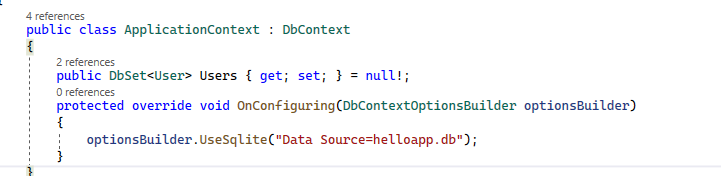 4 references
public class ApplicationContext : DbContext
{
2 references
public DbSet<User> Users { get; set; } = null!;
0 references
protected override void OnConfiguring(DbContextOptionsBuilder optionsBuilder)
{
optionsBuilder.UseSqlite("Data Source=helloapp.db");
}
}